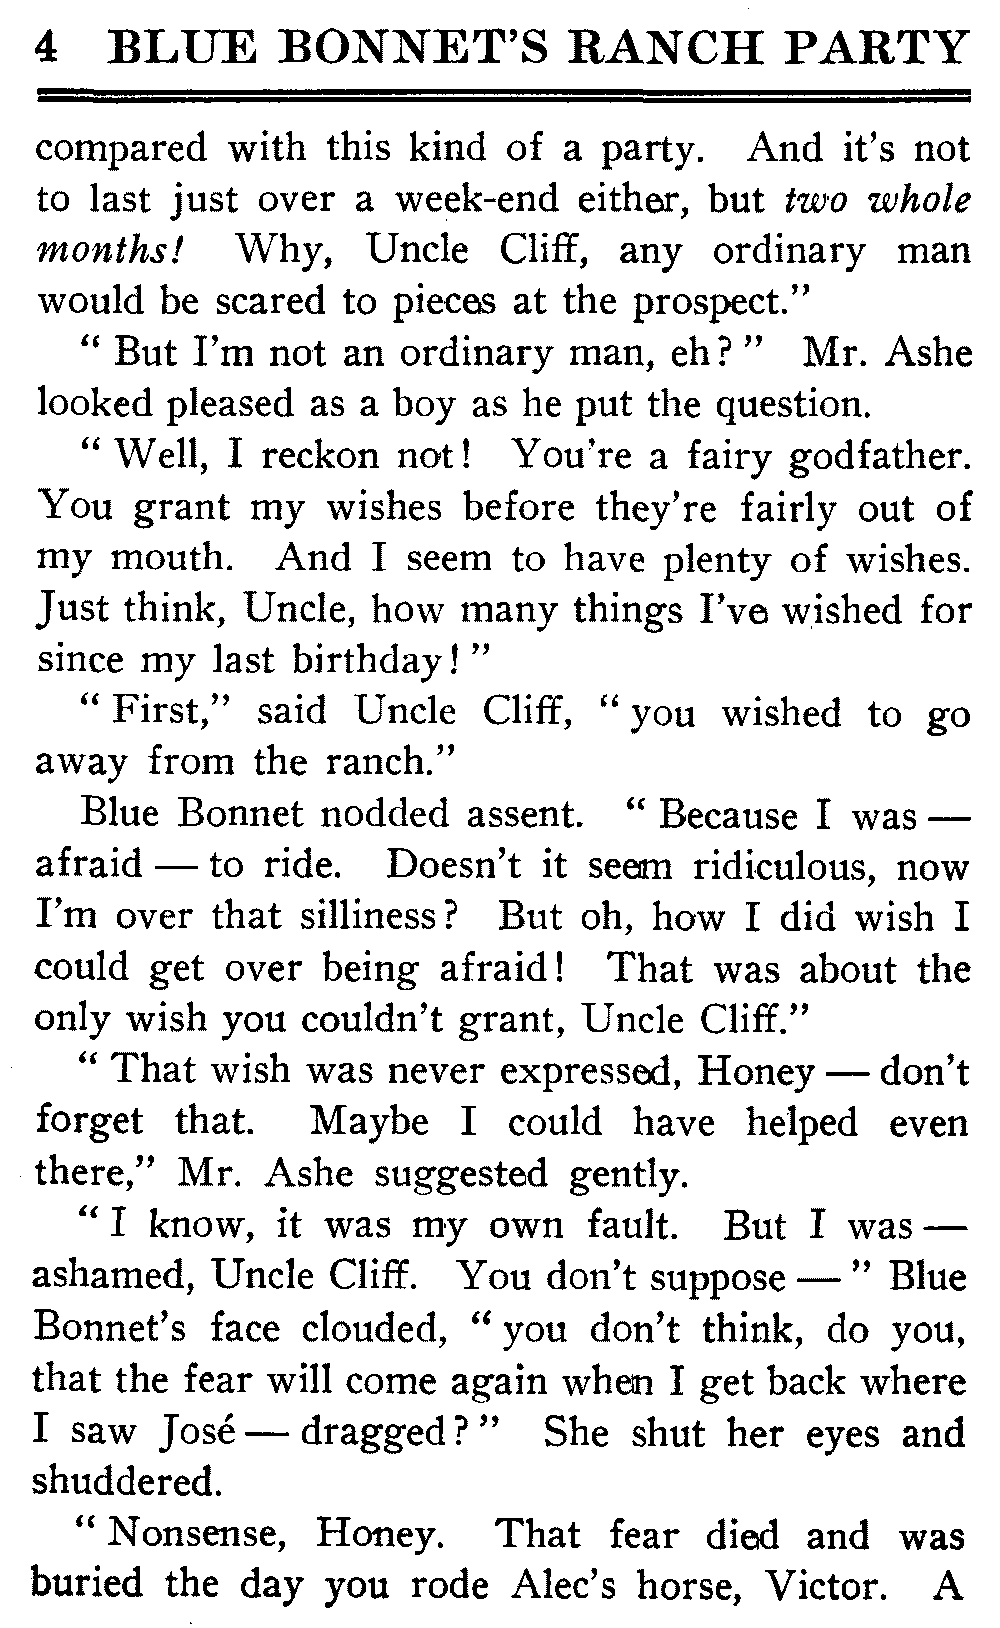 4 BLUE BONNET'S RANCH PARTY
compared with this kind of a party. And it's not
to last just over a week-end either, but two whole
months! Why, Uncle Cliff, any ordinary man
would be scared to pieces at the prospect."
" But I'm not an ordinary man, eh? " Mr. Ashe
looked pleased as a boy as he put the question.
" Well, I reckon not! You're a fairy godfather.
You grant my wishes before they're fairly out of
my mouth. And I seem to have plenty of wishes.
Just think, Uncle, how many things I've wished for
since my last birthday! "
" First," said Uncle Cliff, " you wished to go
away from the ranch."
Blue Bonnet nodded assent. " Because I was —
afraid — to ride. Doesn't it seem ridiculous, now
I'm over that silliness? But oh, how I did wish I
could get over being afraid! That was about the
only wish you couldn't grant, Uncle Cliff."
" That wish was never expressed, Honey — don't
forget that. Maybe I could have helped even
there," Mr. Ashe suggested gently.
" I know, it was my own fault. But I was —
ashamed, Uncle Cliff. You don't suppose — " Blue
Bonnet's face clouded, " you don't think, do you,
that the fear will come again when I get back where
I saw José — dragged? " She shut her eyes and
shuddered.
" Nonsense, Honey. That fear died and was
buried the day you rode Alec's horse, Victor. A